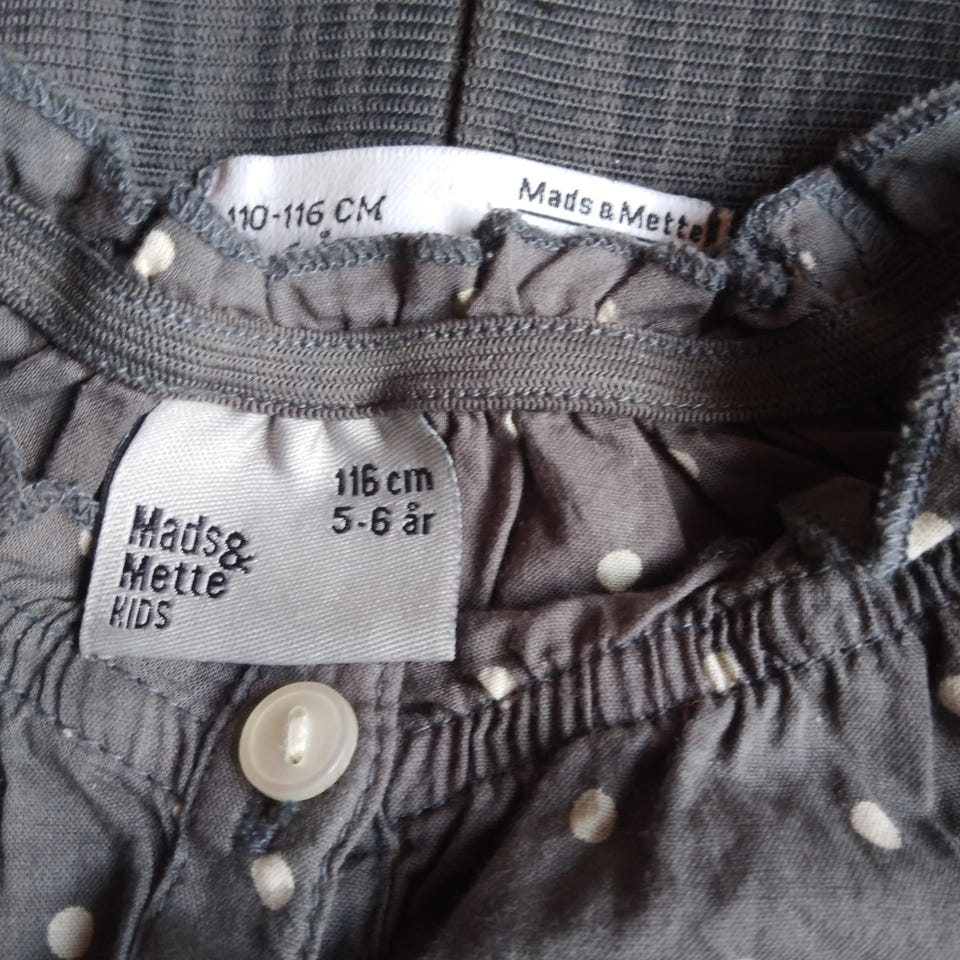 110-116 CM
Mads & Mette
116 cm
5-6 år
Mads&
Mette
KIDS